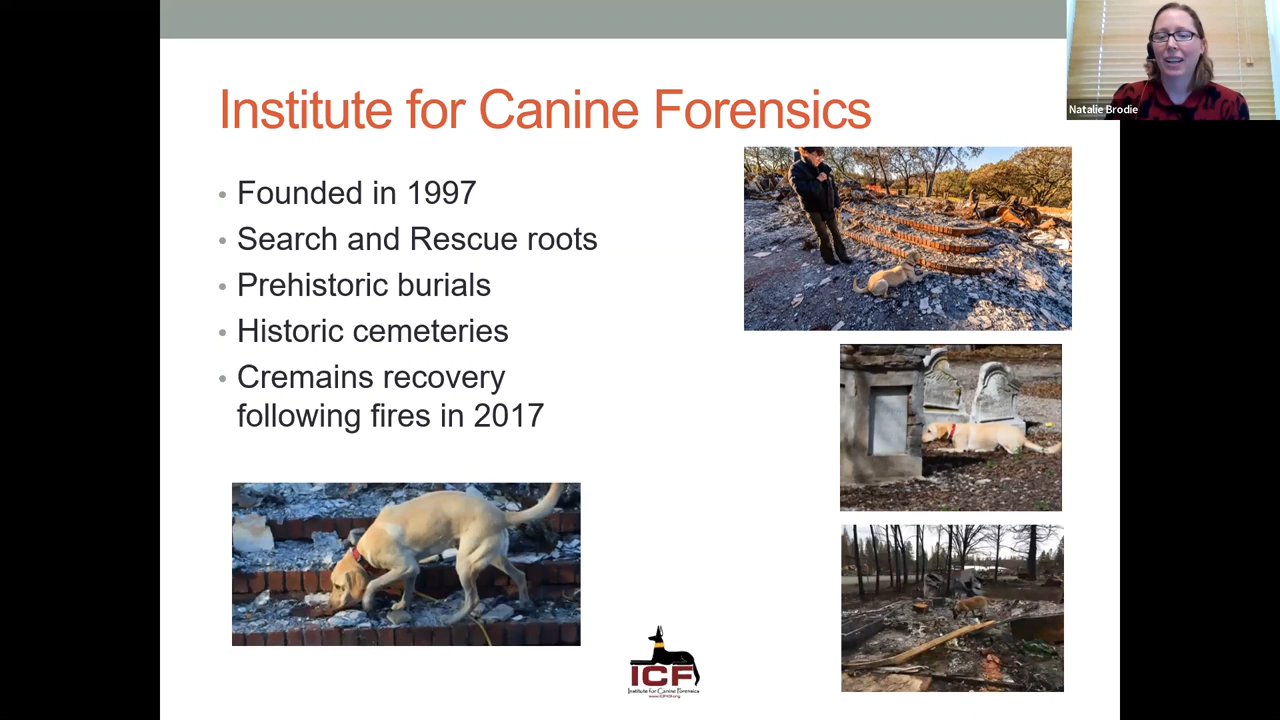 Institute for Canine Forensics
Natalie Brodie
• Founded in 1997
• Search and Rescue roots
• Prehistoric burials
• Historic cemeteries
• Cremains recovery
following fires in 2017
ICF
Institute for Canine Forensics